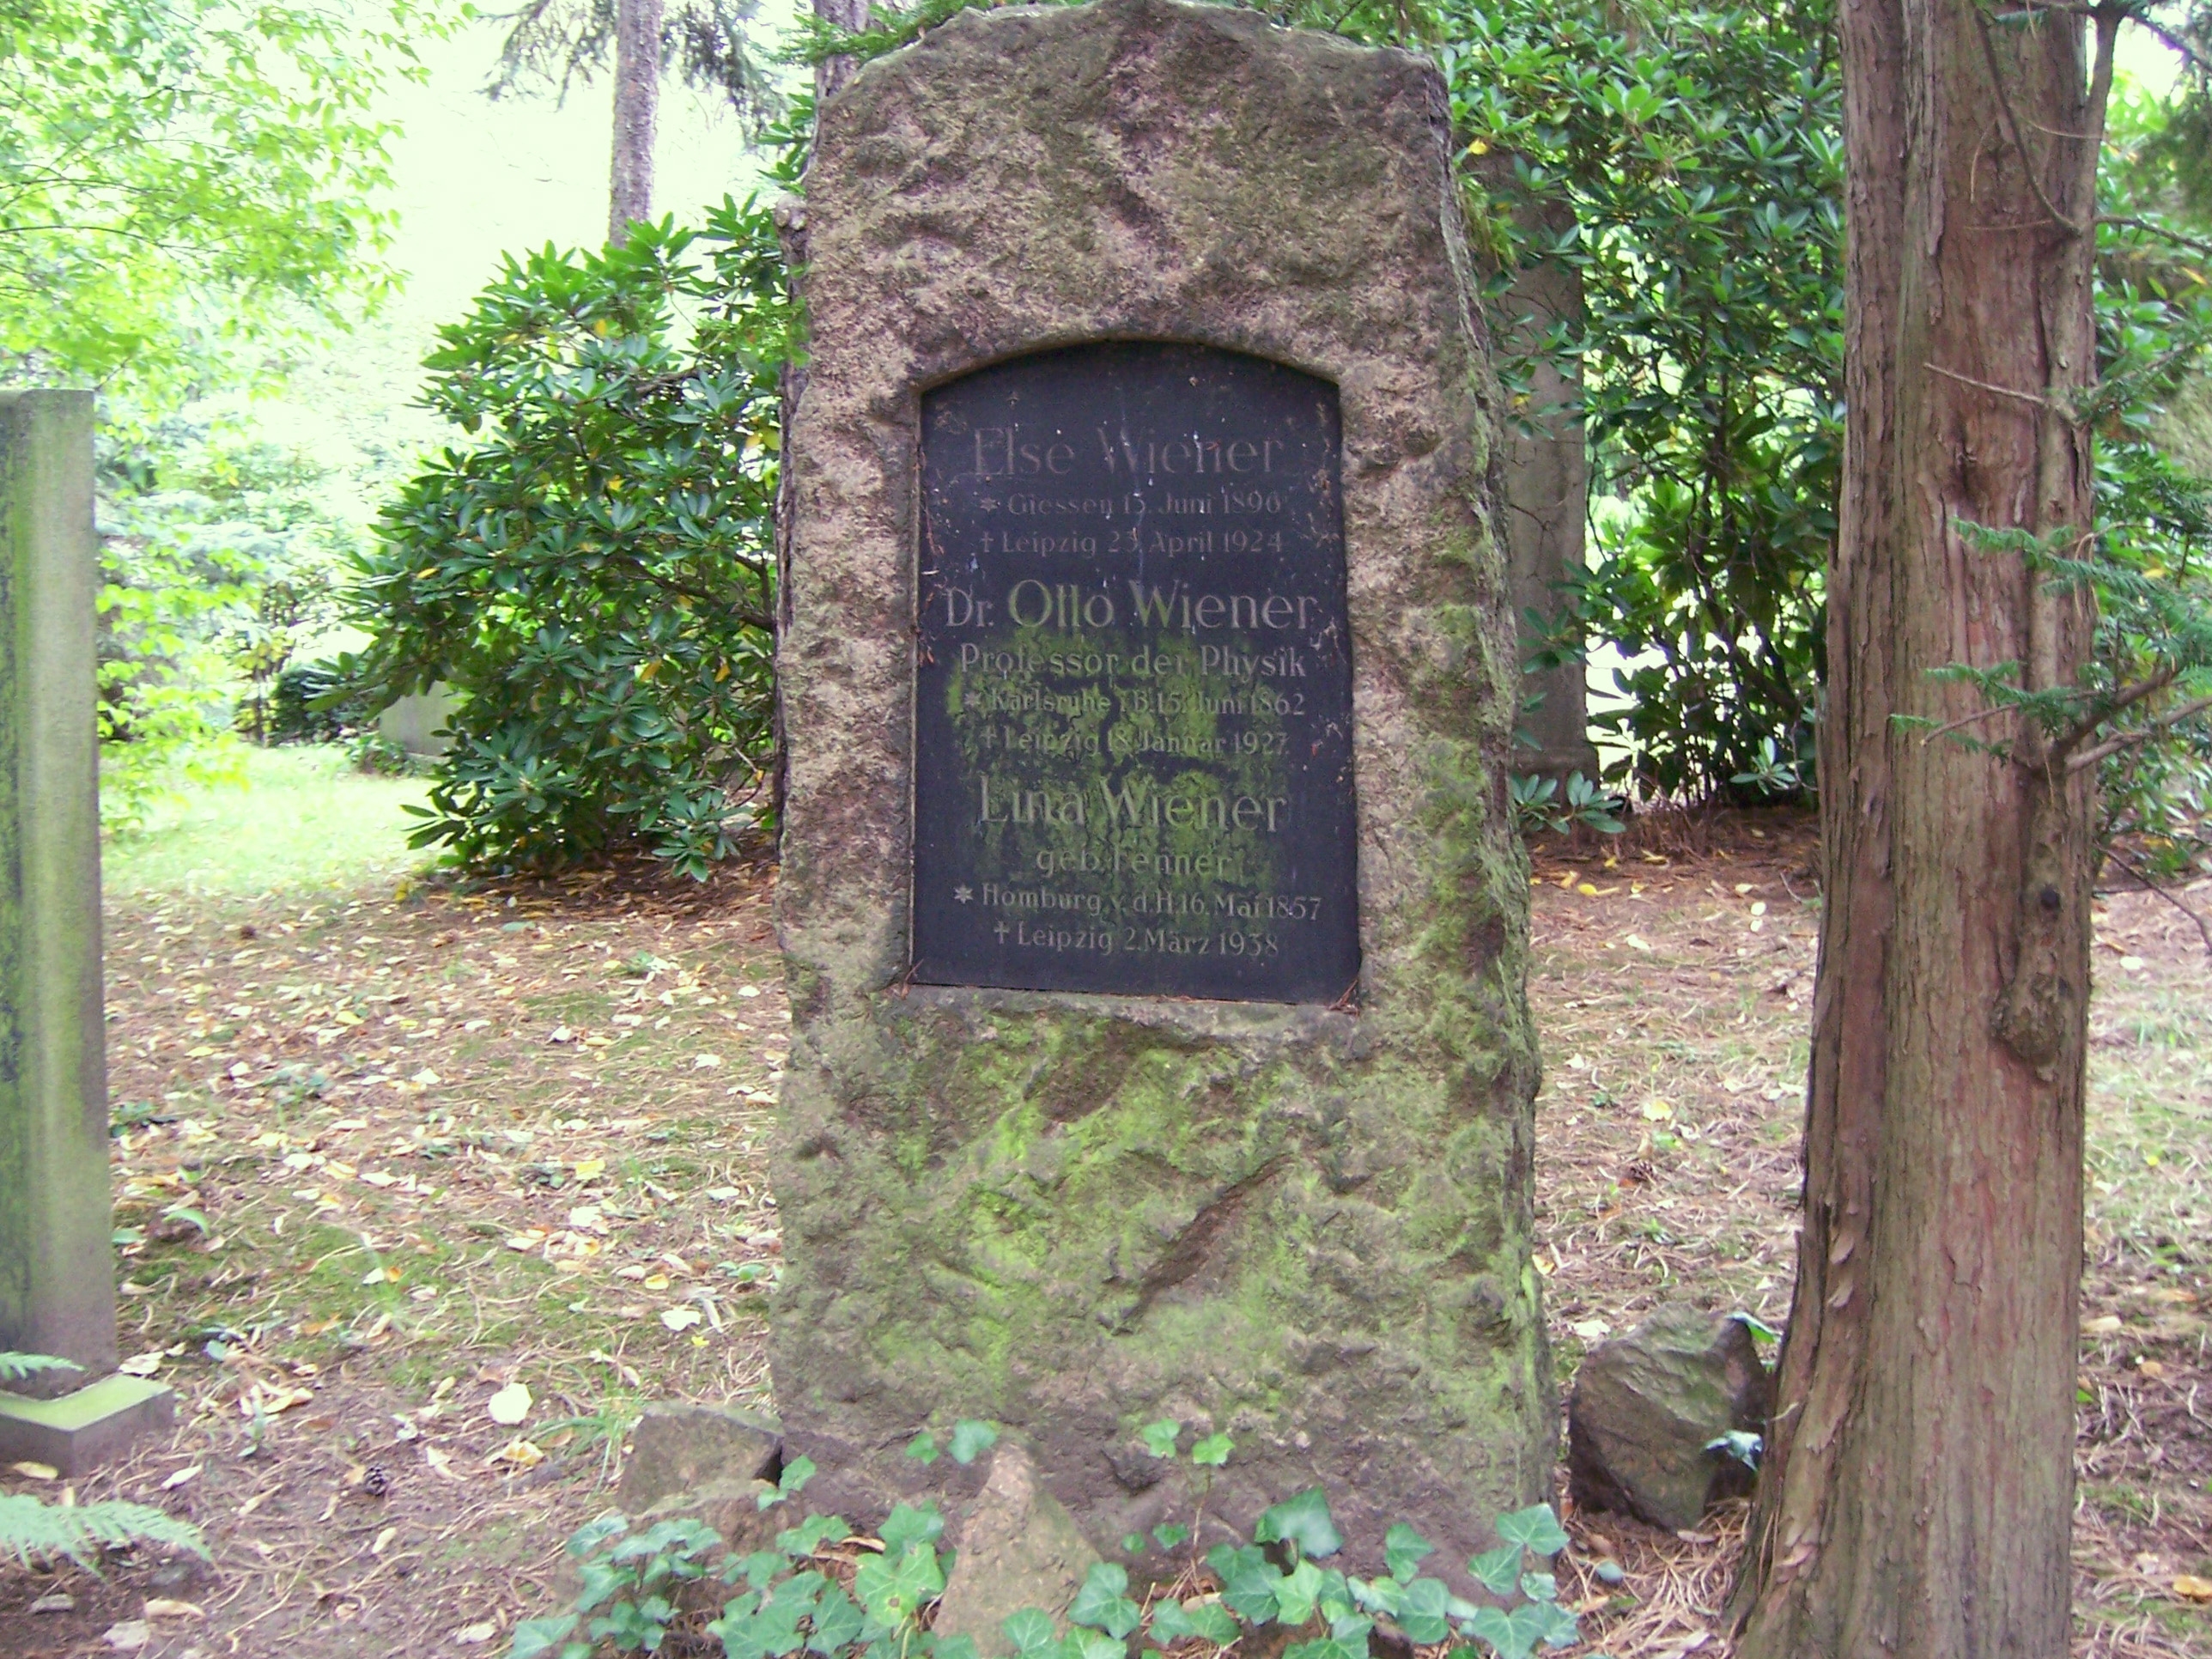 Else Wiener
* Giessen 15. Juni 1896
† Leipzig 23. April 1924
Dr. Otto Wiener
Professor der Physik
* Karlsruhe i. B. 15. Juni 1862
† Leipzig 18. Januar 1927
Lina Wiener
geb. Fenner
* Homburg v. d. H. 16. Mai 1857
† Leipzig 2. März 1938